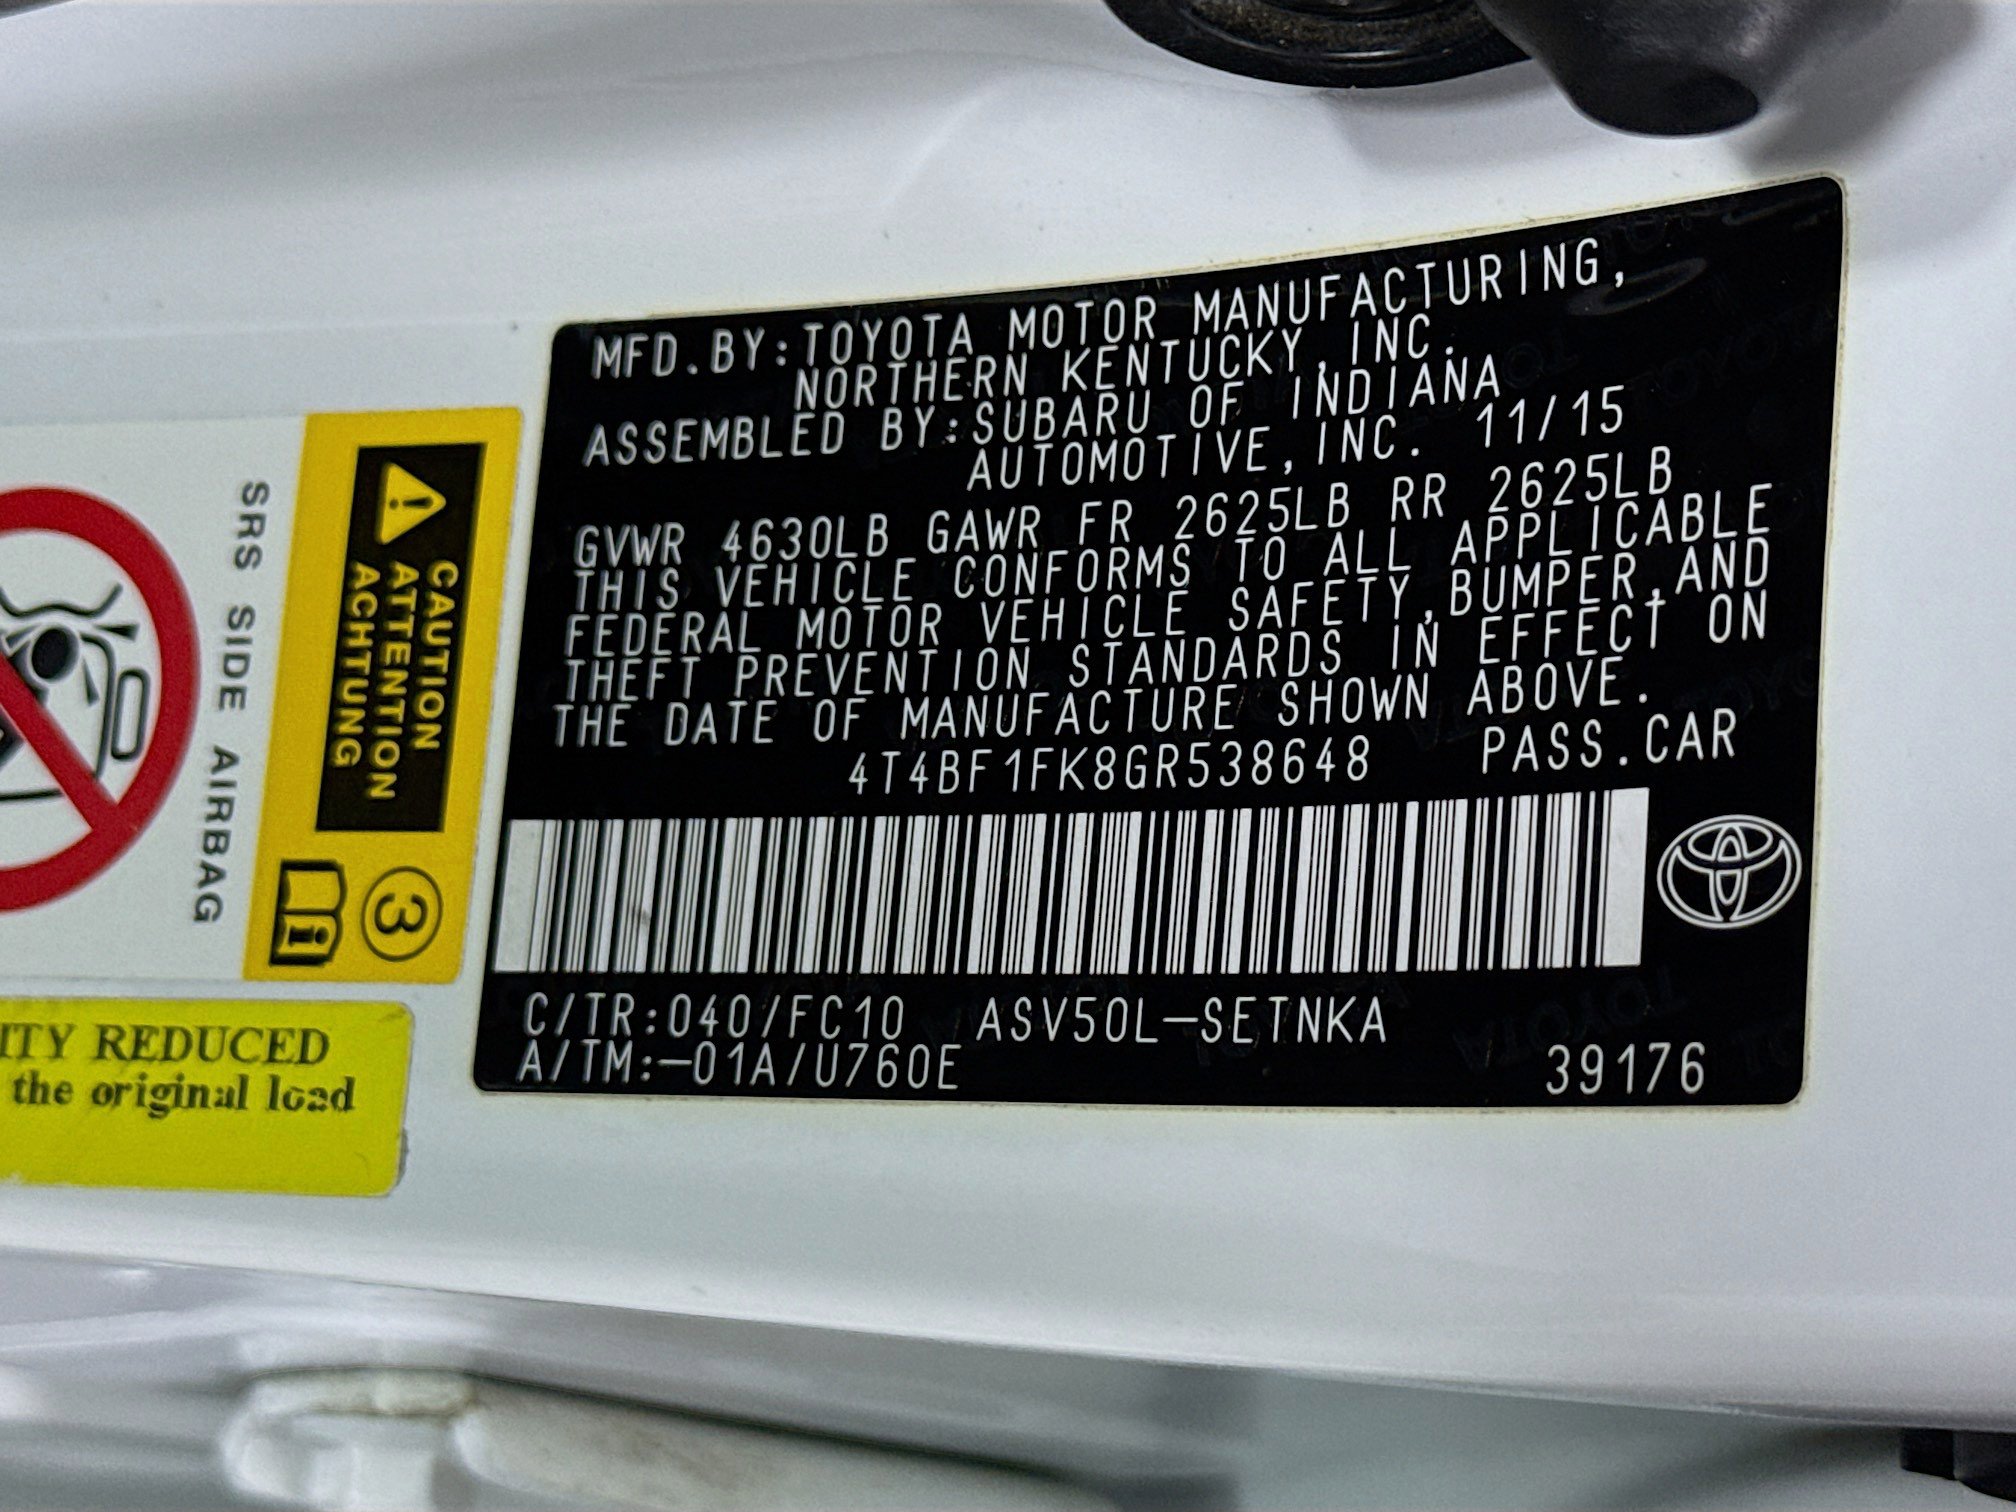 MFD.BY:TOYOTA MOTOR MANUFACTURING,
NORTHERN KENTUCKY,INC.
ASSEMBLED BY:SUBARU OF INDIANA
AUTOMOTIVE,INC. 11/15
GVWR 4630LB GAWR FR 2625LB RR 2625LB
THIS VEHICLE CONFORMS TO ALL APPLICABLE
FEDERAL MOTOR VEHICLE SAFETY,BUMPER,AND
THEFT PREVENTION STANDARDS IN EFFECT ON
THE DATE OF MANUFACTURE SHOWN ABOVE.
4T4BF1FK8GR538648 PASS.CAR
C/TR:040/FC10 ASV50L-SETNKA
A/TM:-01A/U760E 39176
CAUTION
ATTENTION
ACHTUNG
3
SRS SIDE AIRBAG
ITY REDUCED
the original load